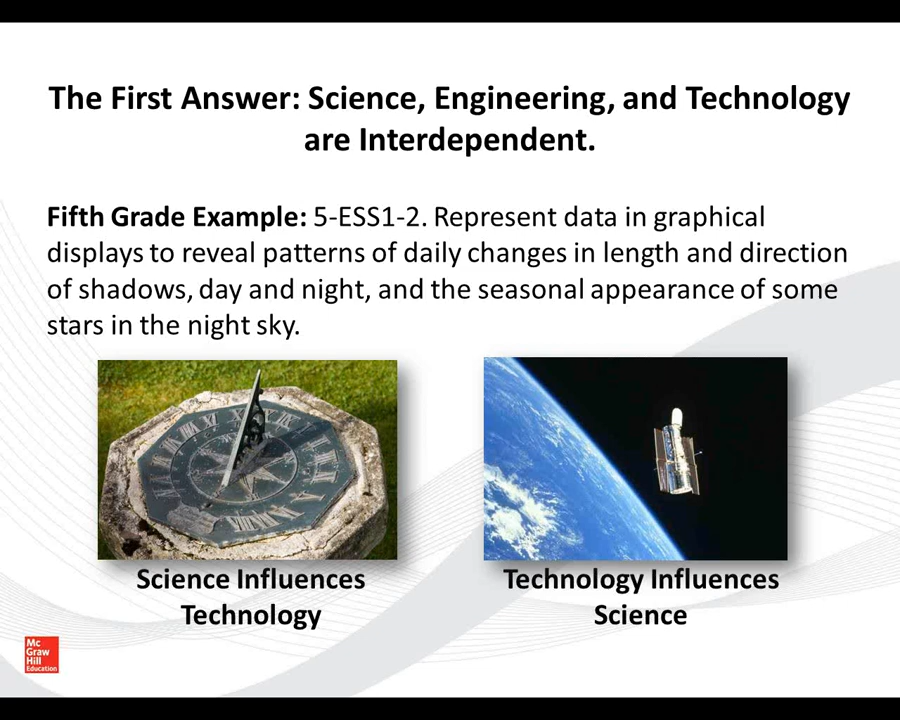 The First Answer: Science, Engineering, and Technology
are Interdependent.
Fifth Grade Example: 5-ESS1-2. Represent data in graphical
displays to reveal patterns of daily changes in length and direction
of shadows, day and night, and the seasonal appearance of some
stars in the night sky.
Science Influences
Technology
Technology Influences
Science
Mc
Graw
Hill
Education